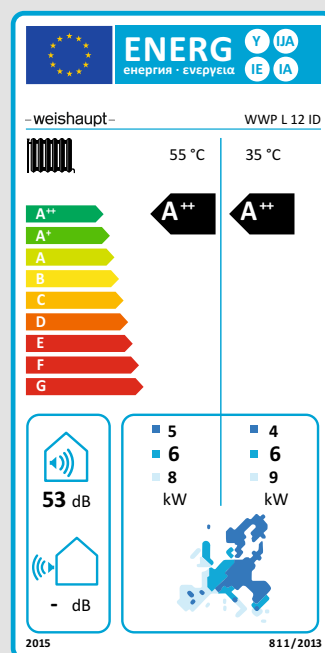 ENERG Y IJA
енергия · ενεργεια IE IA
weishaupt WWP L 12 ID
55 °C 35 °C
A⁺⁺ A⁺⁺
A⁺⁺
A⁺
A
B
C
D
E
F
G
5 4
6 6
8 9
kW kW
53 dB
- dB
2015 811/2013